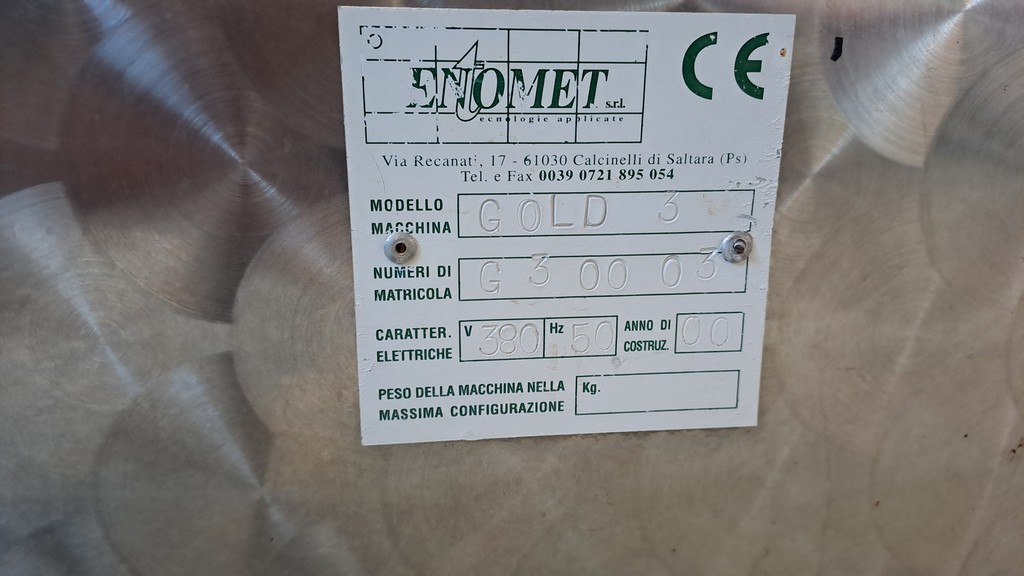 ENOMET s.r.l.
tecnologie applicate
CE
Via Recanati, 17 - 61030 Calcinelli di Saltara (Ps)
Tel. e Fax 0039 0721 895 054
MODELLO MACCHINA GOLD 3
NUMERI DI MATRICOLA G 3 00 03
CARATTER. ELETTRICHE V 380 Hz 50 ANNO DI COSTRUZ. 00
PESO DELLA MACCHINA NELLA MASSIMA CONFIGURAZIONE Kg.